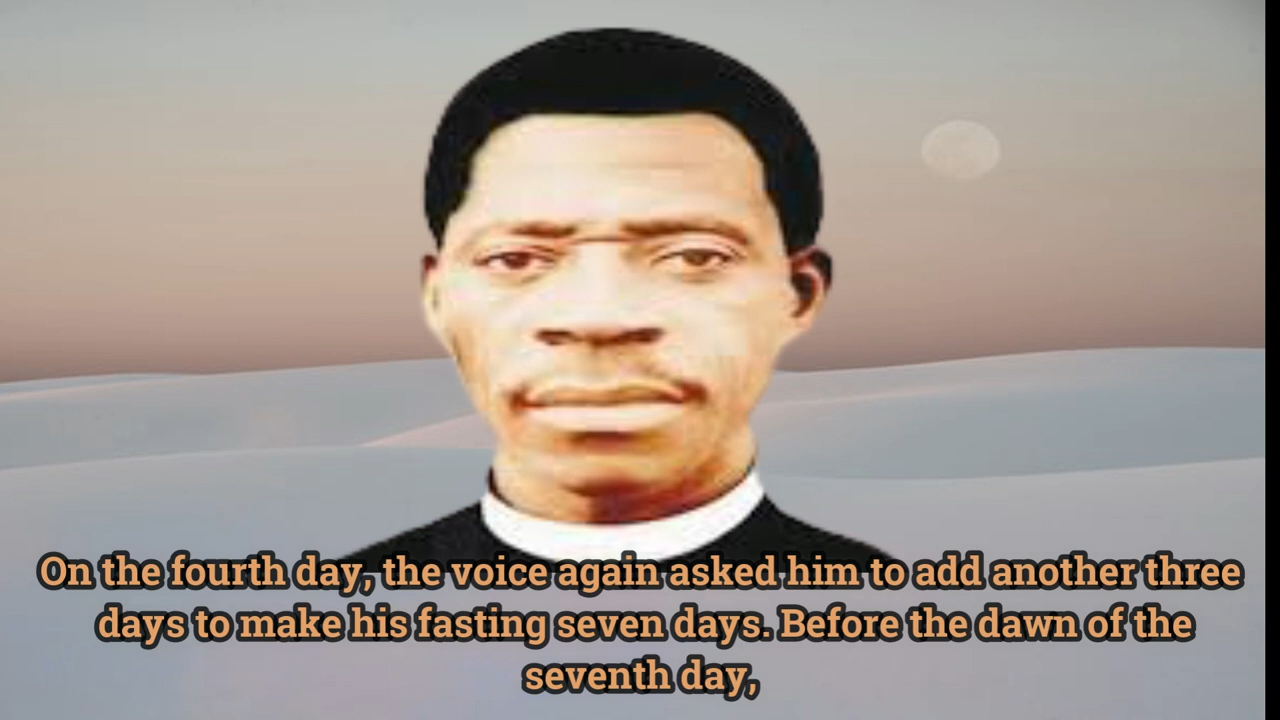 On the fourth day, the voice again asked him to add another three
days to make his fasting seven days. Before the dawn of the
seventh day,